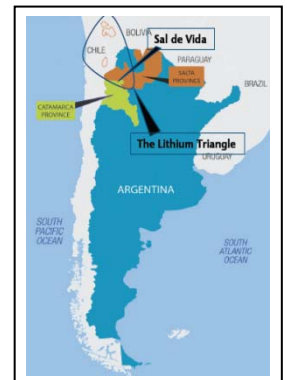 BOLIVIA
Sal de Vida
CHILE
PARAGUAY
SALTA
PROVINCE
BRAZIL
CATAMARCA
PROVINCE
The Lithium Triangle
URUGUAY
ARGENTINA
SOUTH
PACIFIC
OCEAN
SOUTH
ATLANTIC
OCEAN